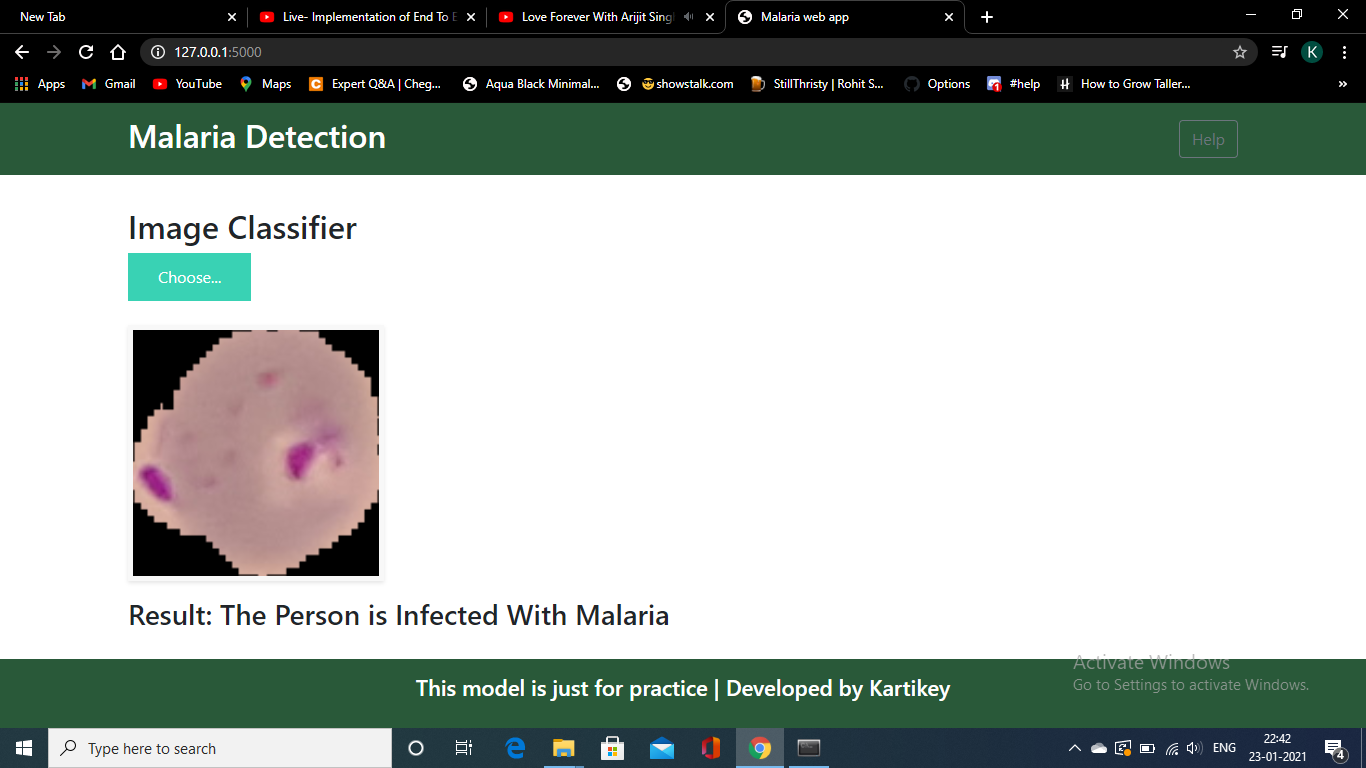 New Tab
Live- Implementation of End To E
Love Forever With Arijit Singl
Malaria web app
127.0.0.1:5000
K
Apps
Gmail
YouTube
Maps
C
Expert Q&A | Cheg...
Aqua Black Minimal...
showstalk.com
StillThristy | Rohit S...
Options
1
#help
How to Grow Taller...
»
Malaria Detection
Help
Image Classifier
Choose...
Result: The Person is Infected With Malaria
Activate Windows
Go to Settings to activate Windows.
This model is just for practice | Developed by Kartikey
Type here to search
ENG
22:42
23-01-2021
4